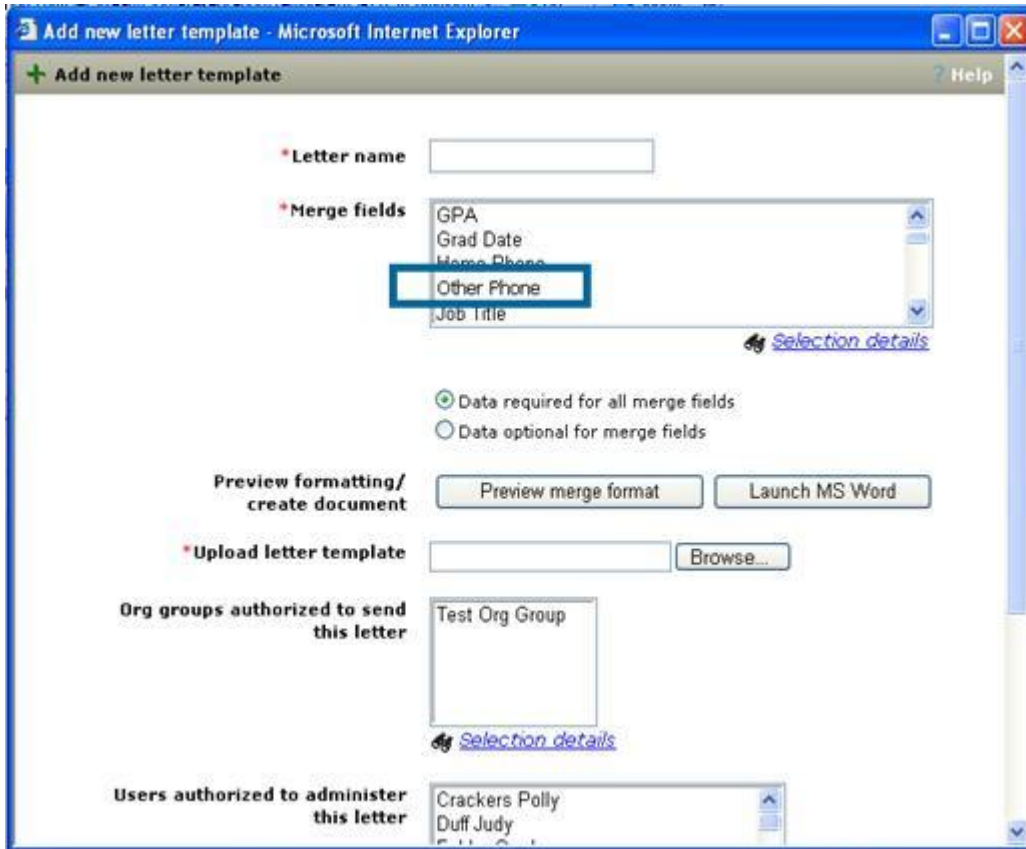 Add new letter template - Microsoft Internet Explorer
+ Add new letter template ? Help
*Letter name
*Merge fields
GPA
Grad Date
Home Phone
Other Phone
Job Title
Selection details
Data required for all merge fields
Data optional for merge fields
Preview formatting/
create document
Preview merge format
Launch MS Word
*Upload letter template
Browse...
Org groups authorized to send
this letter
Test Org Group
Selection details
Users authorized to administer
this letter
Crackers Polly
Duff Judy